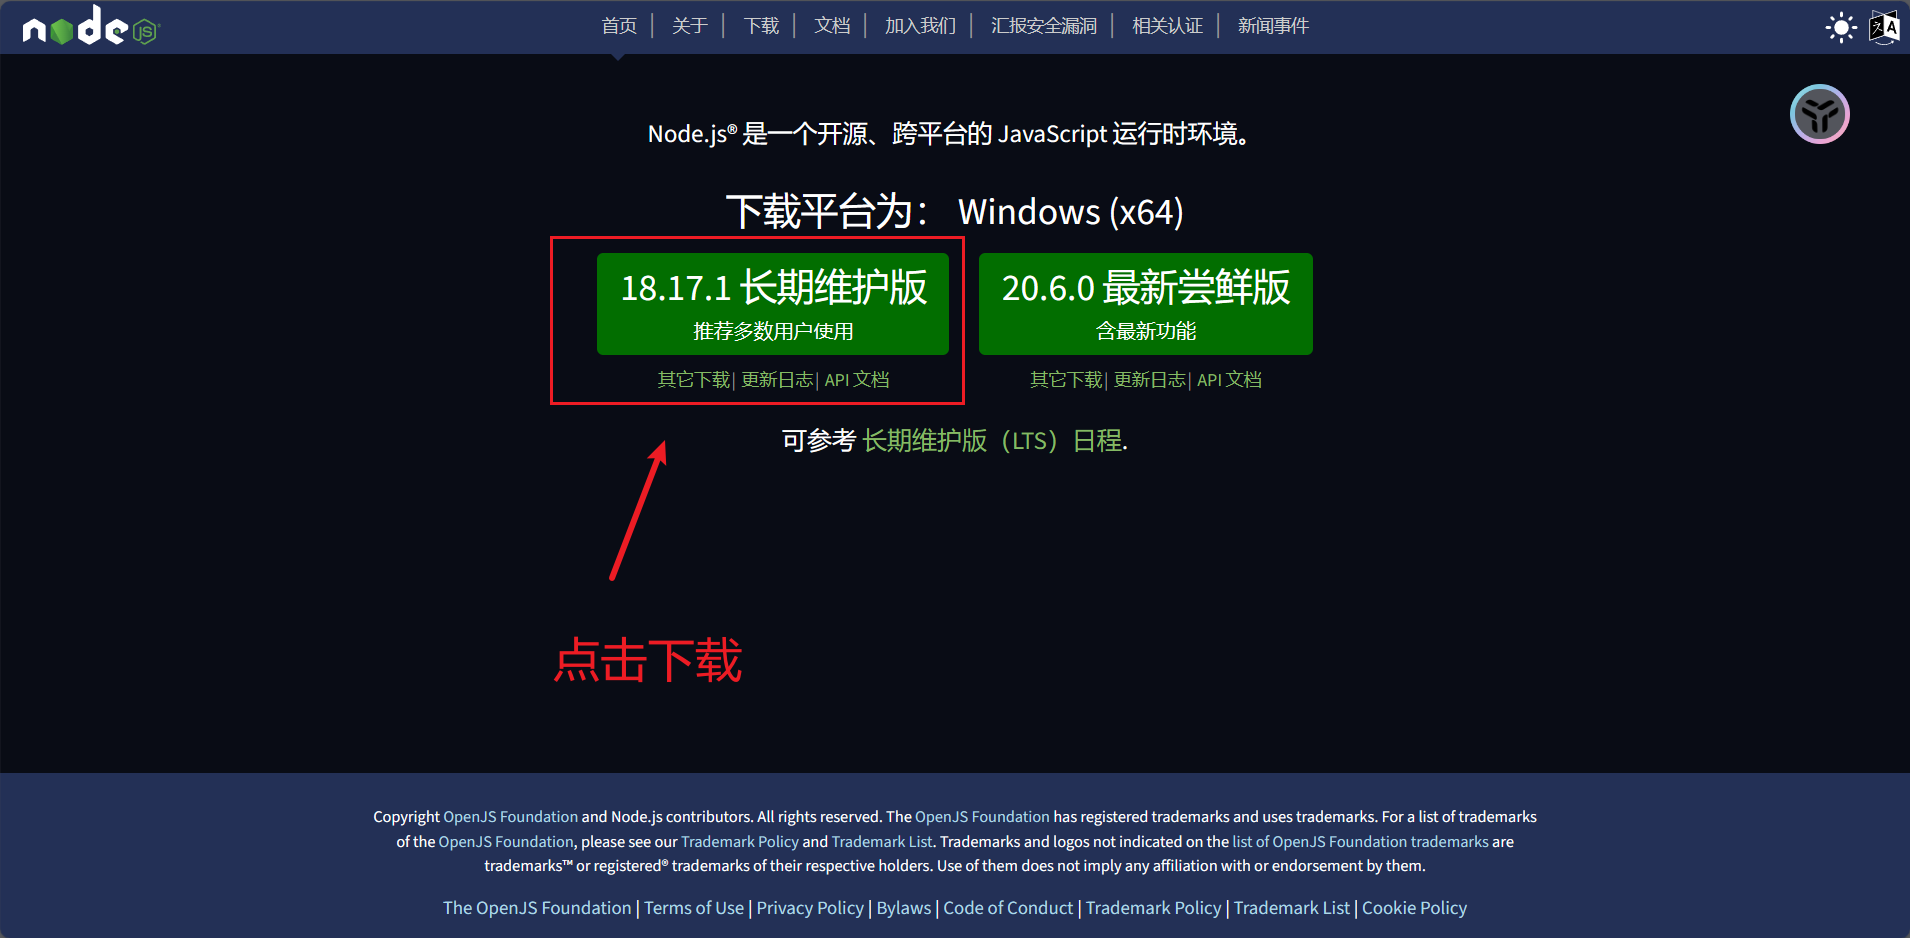 node JS
首页 | 关于 | 下载 | 文档 | 加入我们 | 汇报安全漏洞 | 相关认证 | 新闻事件
Node.js® 是一个开源、跨平台的 JavaScript 运行时环境。
下载平台为： Windows (x64)
18.17.1 长期维护版
推荐多数用户使用
其它下载| 更新日志| API 文档
20.6.0 最新尝鲜版
含最新功能
其它下载| 更新日志| API 文档
可参考 长期维护版（LTS）日程.
点击下载
Copyright OpenJS Foundation and Node.js contributors. All rights reserved. The OpenJS Foundation has registered trademarks and uses trademarks. For a list of trademarks
of the OpenJS Foundation, please see our Trademark Policy and Trademark List. Trademarks and logos not indicated on the list of OpenJS Foundation trademarks are
trademarks™ or registered® trademarks of their respective holders. Use of them does not imply any affiliation with or endorsement by them.
The OpenJS Foundation | Terms of Use | Privacy Policy | Bylaws | Code of Conduct | Trademark Policy | Trademark List | Cookie Policy